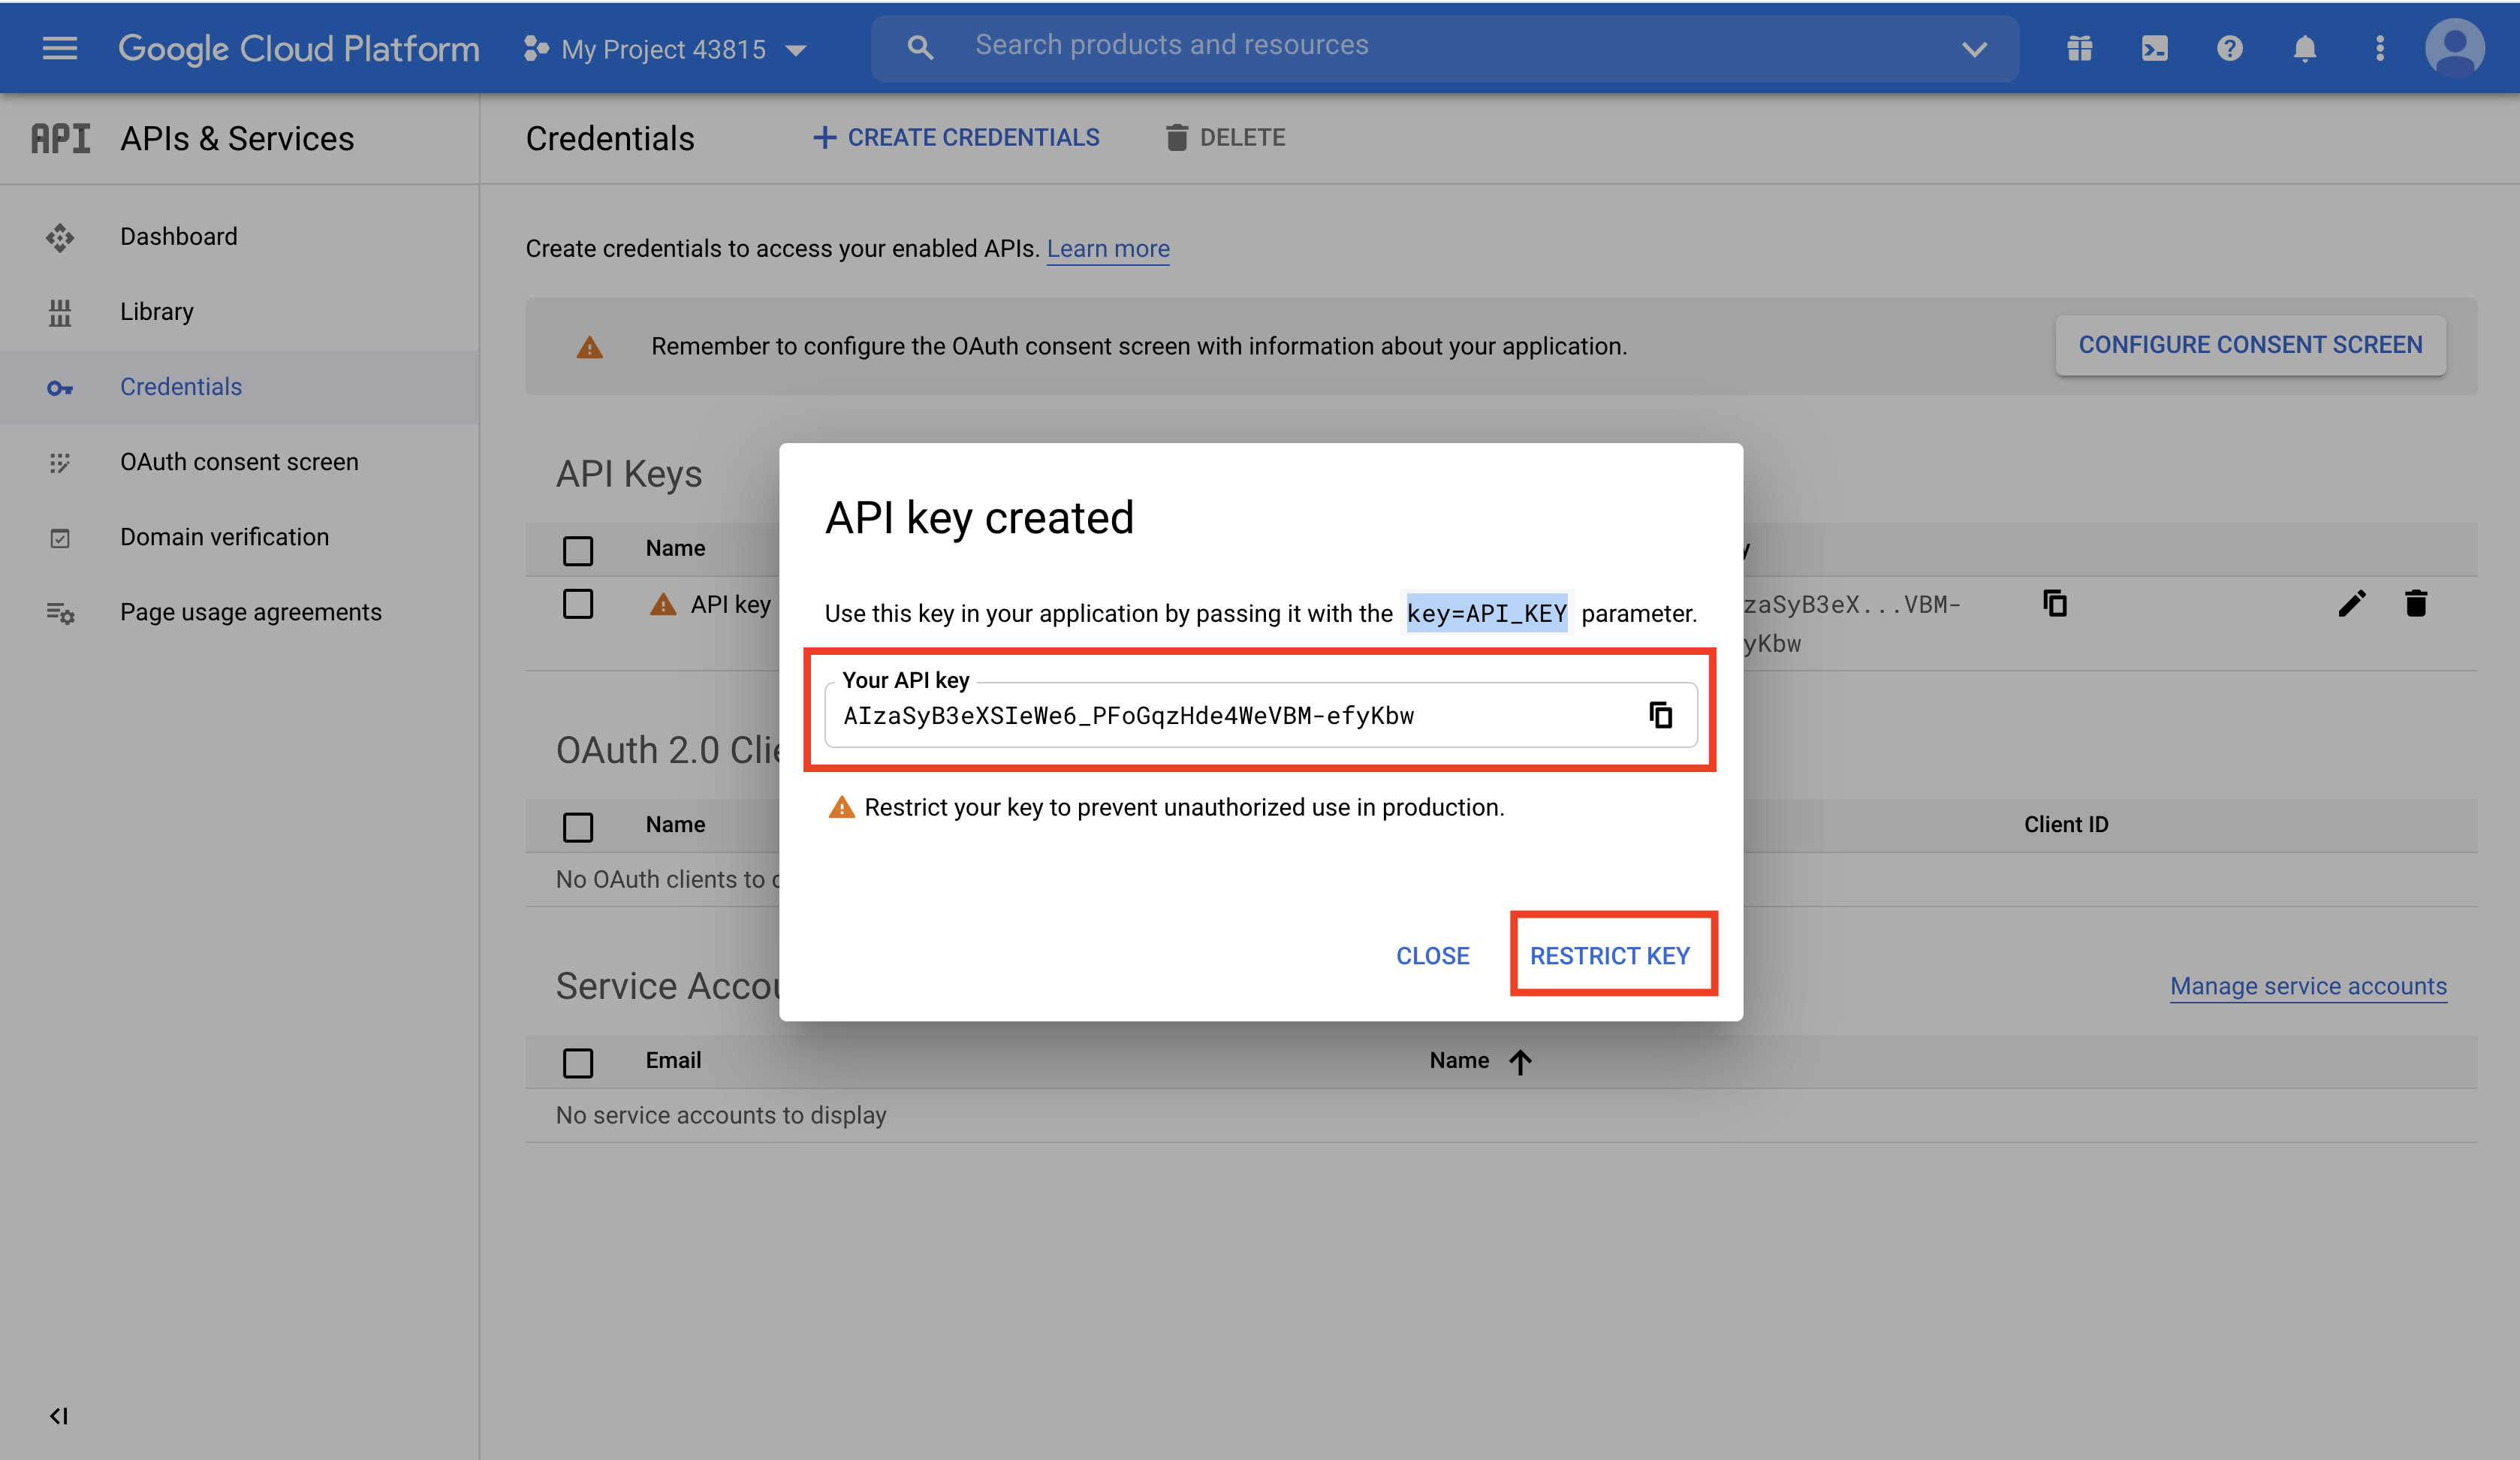 Google Cloud Platform
My Project 43815
Search products and resources
API APIs & Services
Credentials
CREATE CREDENTIALS
DELETE
Dashboard
Library
Credentials
OAuth consent screen
Domain verification
Page usage agreements
Create credentials to access your enabled APIs. Learn more
Remember to configure the OAuth consent screen with information about your application.
CONFIGURE CONSENT SCREEN
API Keys
Name
API key
zaSyB3eX...VBM-
yKbw
API key created
Use this key in your application by passing it with the key=API_KEY parameter.
Your API key
AIzaSyB3eXSIeWe6_PFoGqzHde4WeVBM-efyKbw
Restrict your key to prevent unauthorized use in production.
CLOSE
RESTRICT KEY
OAuth 2.0 Clie
Name
Client ID
No OAuth clients to
Service Accou
Manage service accounts
Email
Name
No service accounts to display